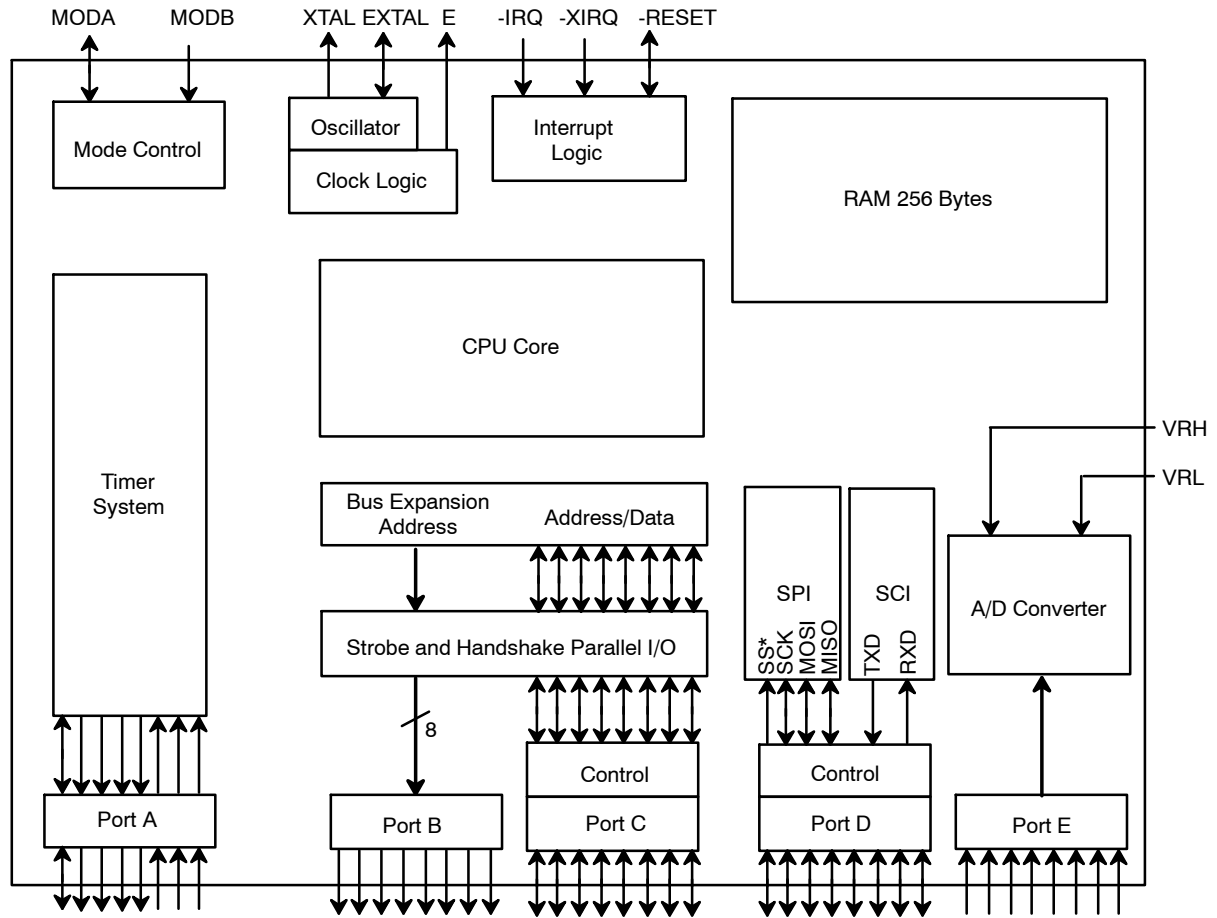 MODA MODB XTAL EXTAL E -IRQ -XIRQ -RESET
Mode Control
Oscillator
Clock Logic
Interrupt
Logic
RAM 256 Bytes
CPU Core
Timer
System
Bus Expansion
Address
Address/Data
Strobe and Handshake Parallel I/O
8
SPI
SS*
SCK
MOSI
MISO
SCI
TXD
RXD
VRH
VRL
A/D Converter
Port A
Port B
Control
Port C
Control
Port D
Port E